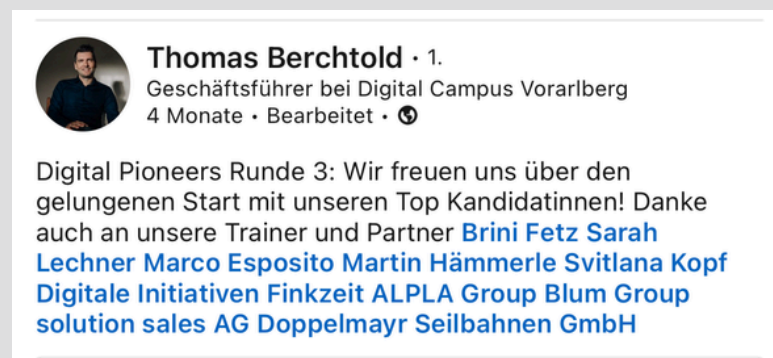 Thomas Berchtold · 1.
Geschäftsführer bei Digital Campus Vorarlberg
4 Monate • Bearbeitet •
Digital Pioneers Runde 3: Wir freuen uns über den
gelungenen Start mit unseren Top Kandidatinnen! Danke
auch an unsere Trainer und Partner Brini Fetz Sarah
Lechner Marco Esposito Martin Hämmerle Svitlana Kopf
Digitale Initiativen Finkzeit ALPLA Group Blum Group
solution sales AG Doppelmayr Seilbahnen GmbH